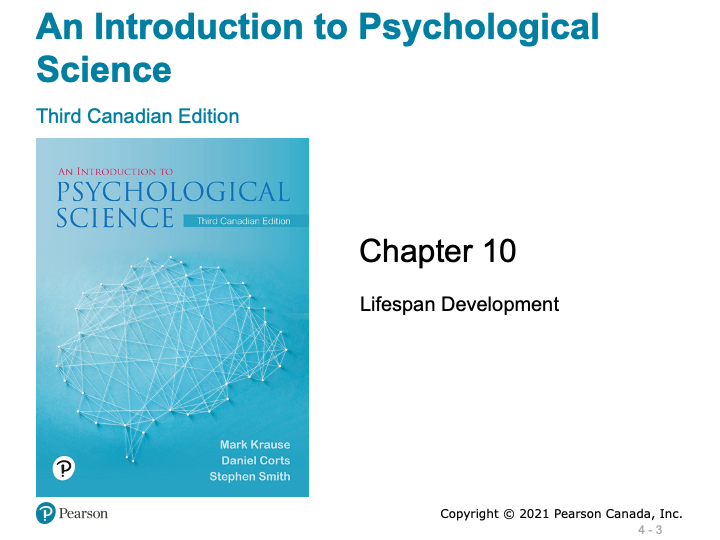 An Introduction to Psychological
Science
Third Canadian Edition
AN INTRODUCTION TO
PSYCHOLOGICAL
SCIENCE
Third Canadian Edition
Mark Krause
Daniel Corts
Stephen Smith
P
Chapter 10
Lifespan Development
P Pearson
Copyright © 2021 Pearson Canada, Inc.
4 - 3